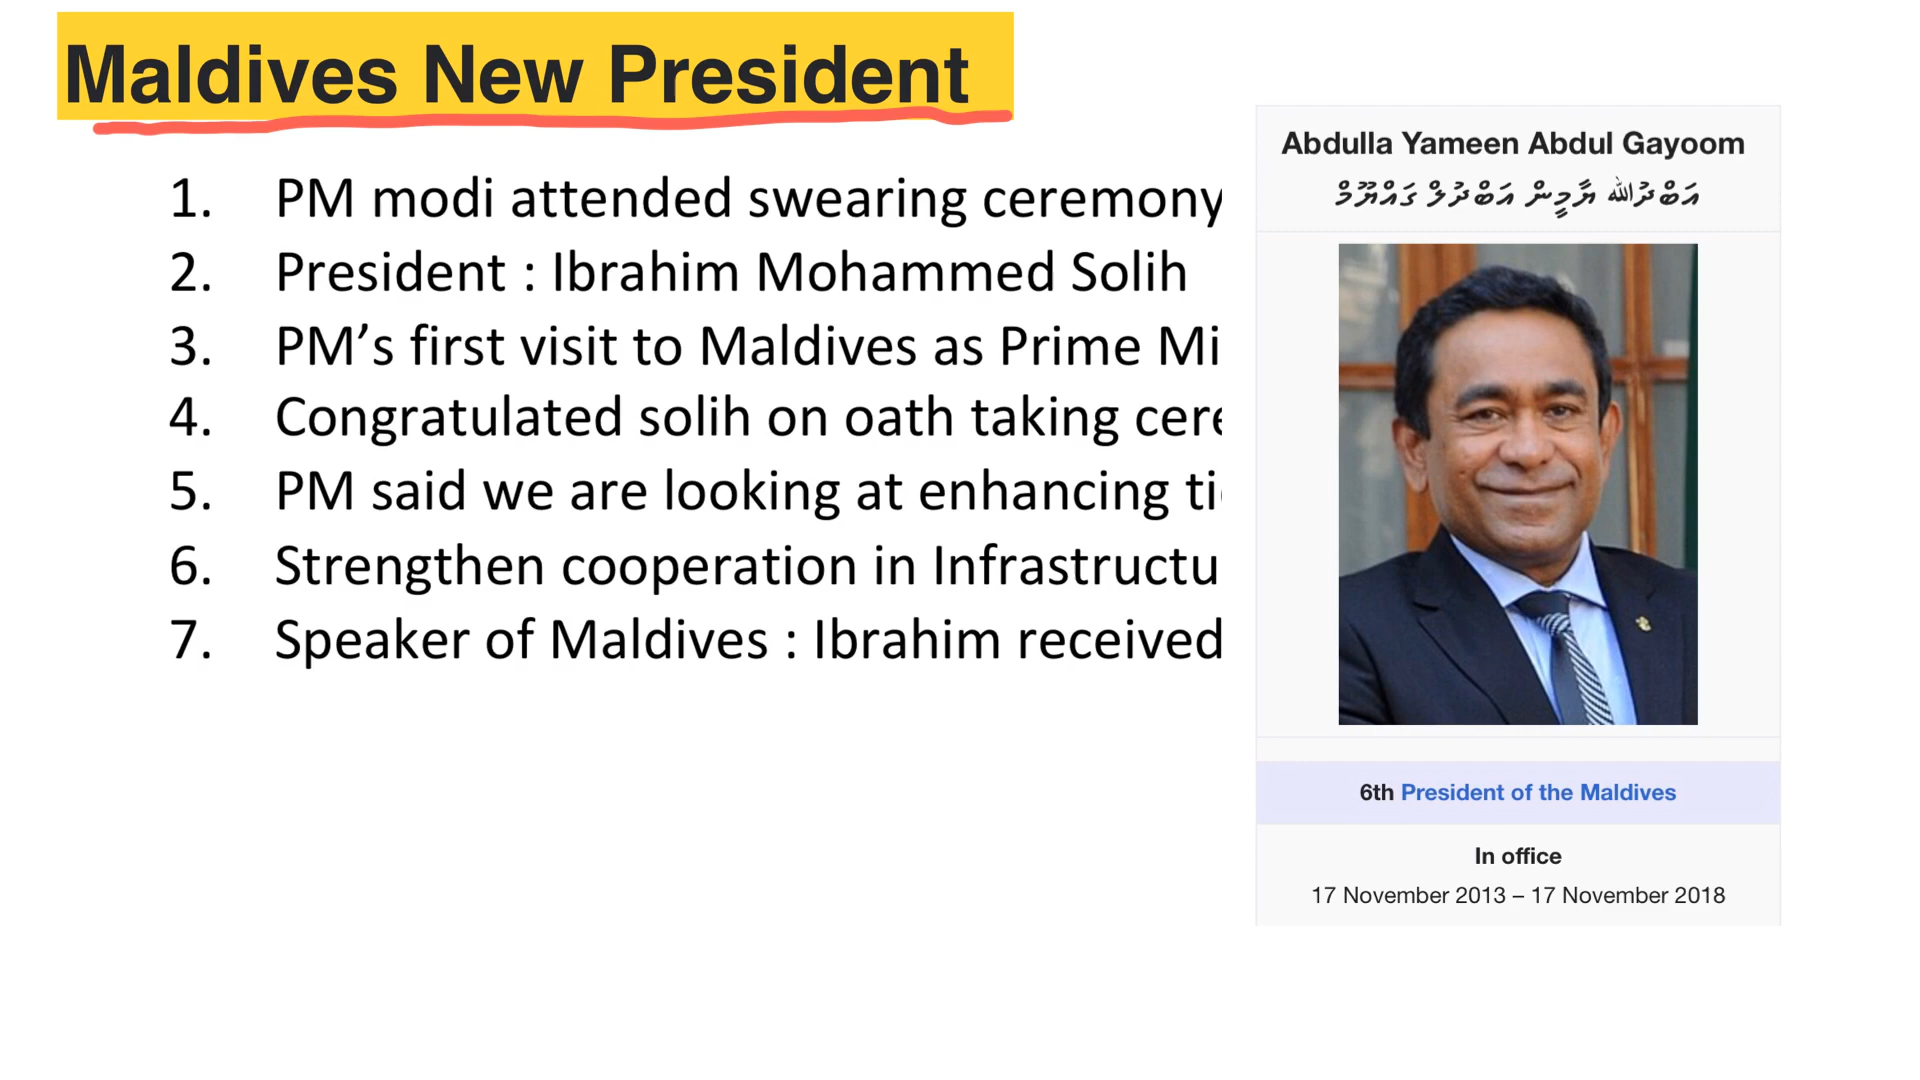 Maldives New President
1. PM modi attended swearing ceremony
2. President : Ibrahim Mohammed Solih
3. PM’s first visit to Maldives as Prime Mi
4. Congratulated solih on oath taking cere
5. PM said we are looking at enhancing ti
6. Strengthen cooperation in Infrastructu
7. Speaker of Maldives : Ibrahim received
Abdulla Yameen Abdul Gayoom
އަބްދުﷲ ޔާމީން އަބްދުލް ގައްޔޫމް
6th President of the Maldives
In office
17 November 2013 – 17 November 2018